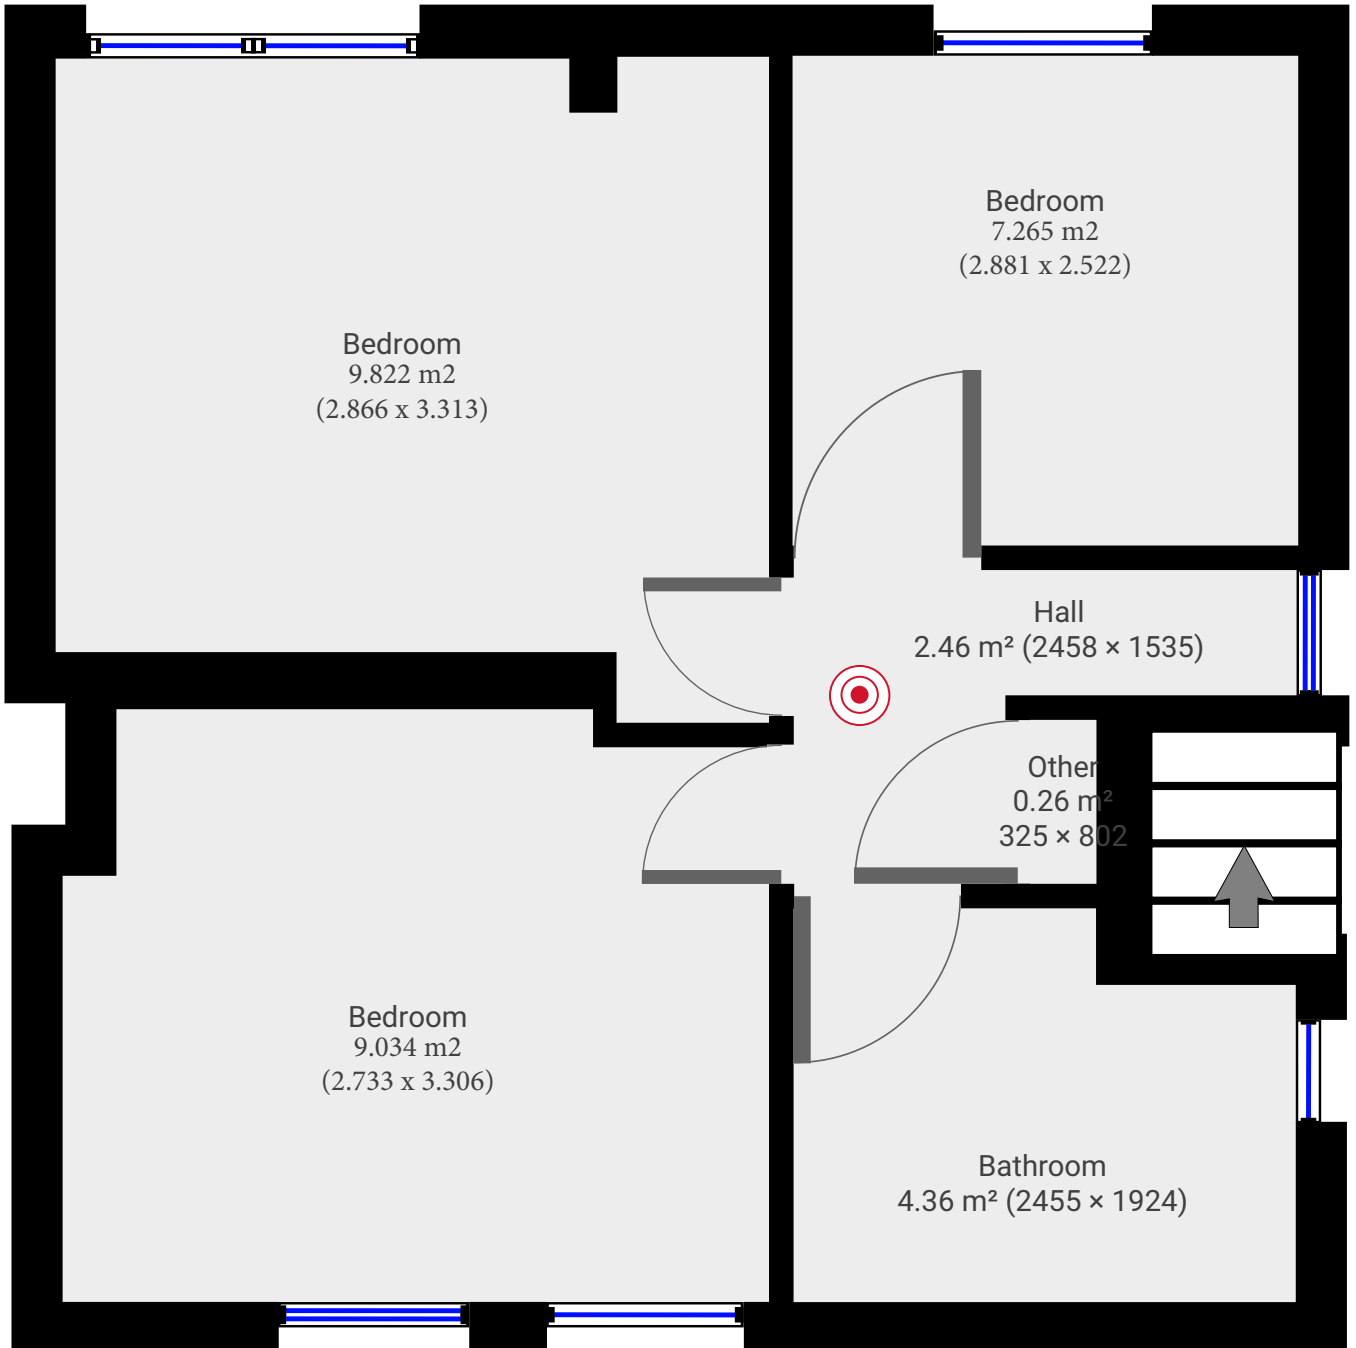 Bedroom
7.265 m2
(2.881 x 2.522)
Bedroom
9.822 m2
(2.866 x 3.313)
Hall
2.46 m² (2458 × 1535)
Other
0.26 m²
325 × 802
Bedroom
9.034 m2
(2.733 x 3.306)
Bathroom
4.36 m² (2455 × 1924)